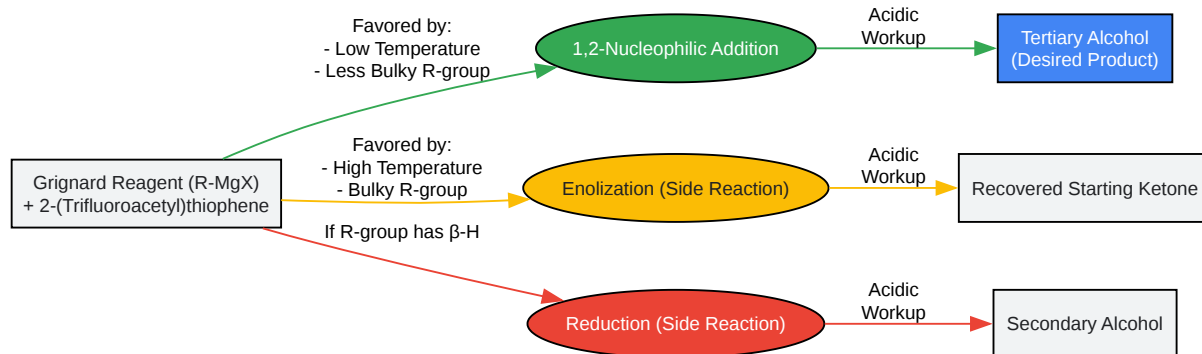 Favored by:
- Low Temperature
- Less Bulky R-group
1,2-Nucleophilic Addition
Acidic
Workup
Tertiary Alcohol
(Desired Product)
Grignard Reagent (R-MgX)
+ 2-(Trifluoroacetyl)thiophene
Favored by:
- High Temperature
- Bulky R-group
Enolization (Side Reaction)
Acidic
Workup
Recovered Starting Ketone
If R-group has β-H
Reduction (Side Reaction)
Acidic
Workup
Secondary Alcohol